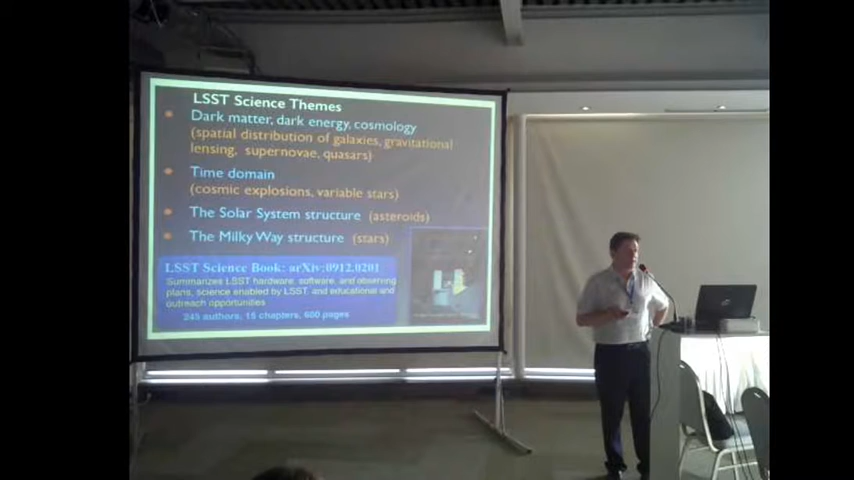 LSST Science Themes
Dark matter, dark energy, cosmology
(spatial distribution of galaxies, gravitational
lensing, supernovae, quasars)
Time domain
(cosmic explosions, variable stars)
The Solar System structure (asteroids)
The Milky Way structure (stars)
LSST Science Book: arXiv:0912.0201
Summarizes LSST hardware, software, and observing
plans, science enabled by LSST, and educational and
outreach opportunities
245 authors, 15 chapters, 600 pages